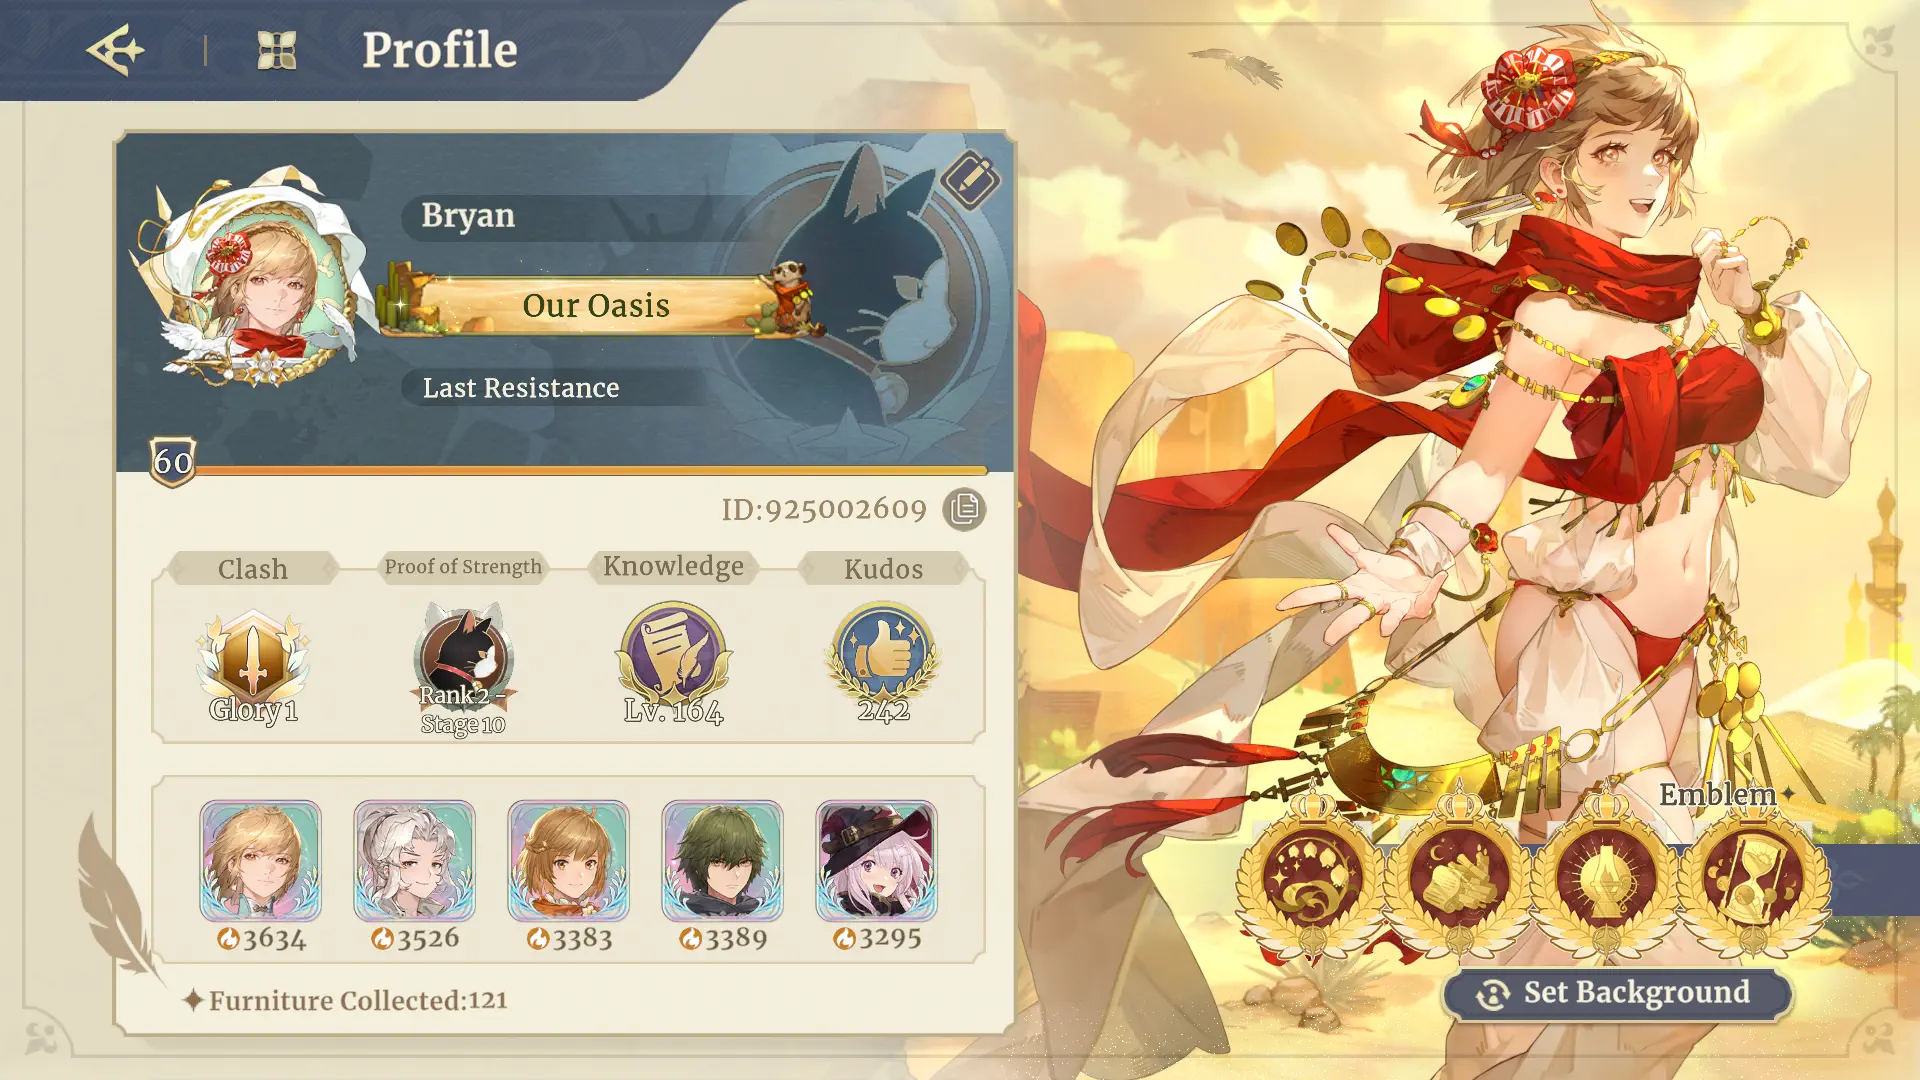 Profile
Bryan
Our Oasis
Last Resistance
60
ID:925002609
Clash
Proof of Strength
Knowledge
Kudos
Glory 1
Rank 2 -
Stage 10
Lv. 164
242
3634
3526
3383
3389
3295
Furniture Collected:121
Emblem
Set Background